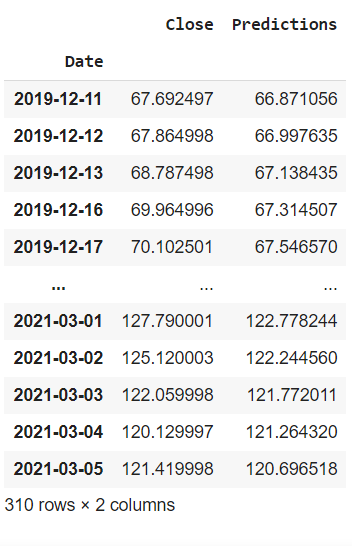 Close Predictions
Date
2019-12-11 67.692497 66.871056
2019-12-12 67.864998 66.997635
2019-12-13 68.787498 67.138435
2019-12-16 69.964996 67.314507
2019-12-17 70.102501 67.546570
... ... ...
2021-03-01 127.790001 122.778244
2021-03-02 125.120003 122.244560
2021-03-03 122.059998 121.772011
2021-03-04 120.129997 121.264320
2021-03-05 121.419998 120.696518
310 rows × 2 columns